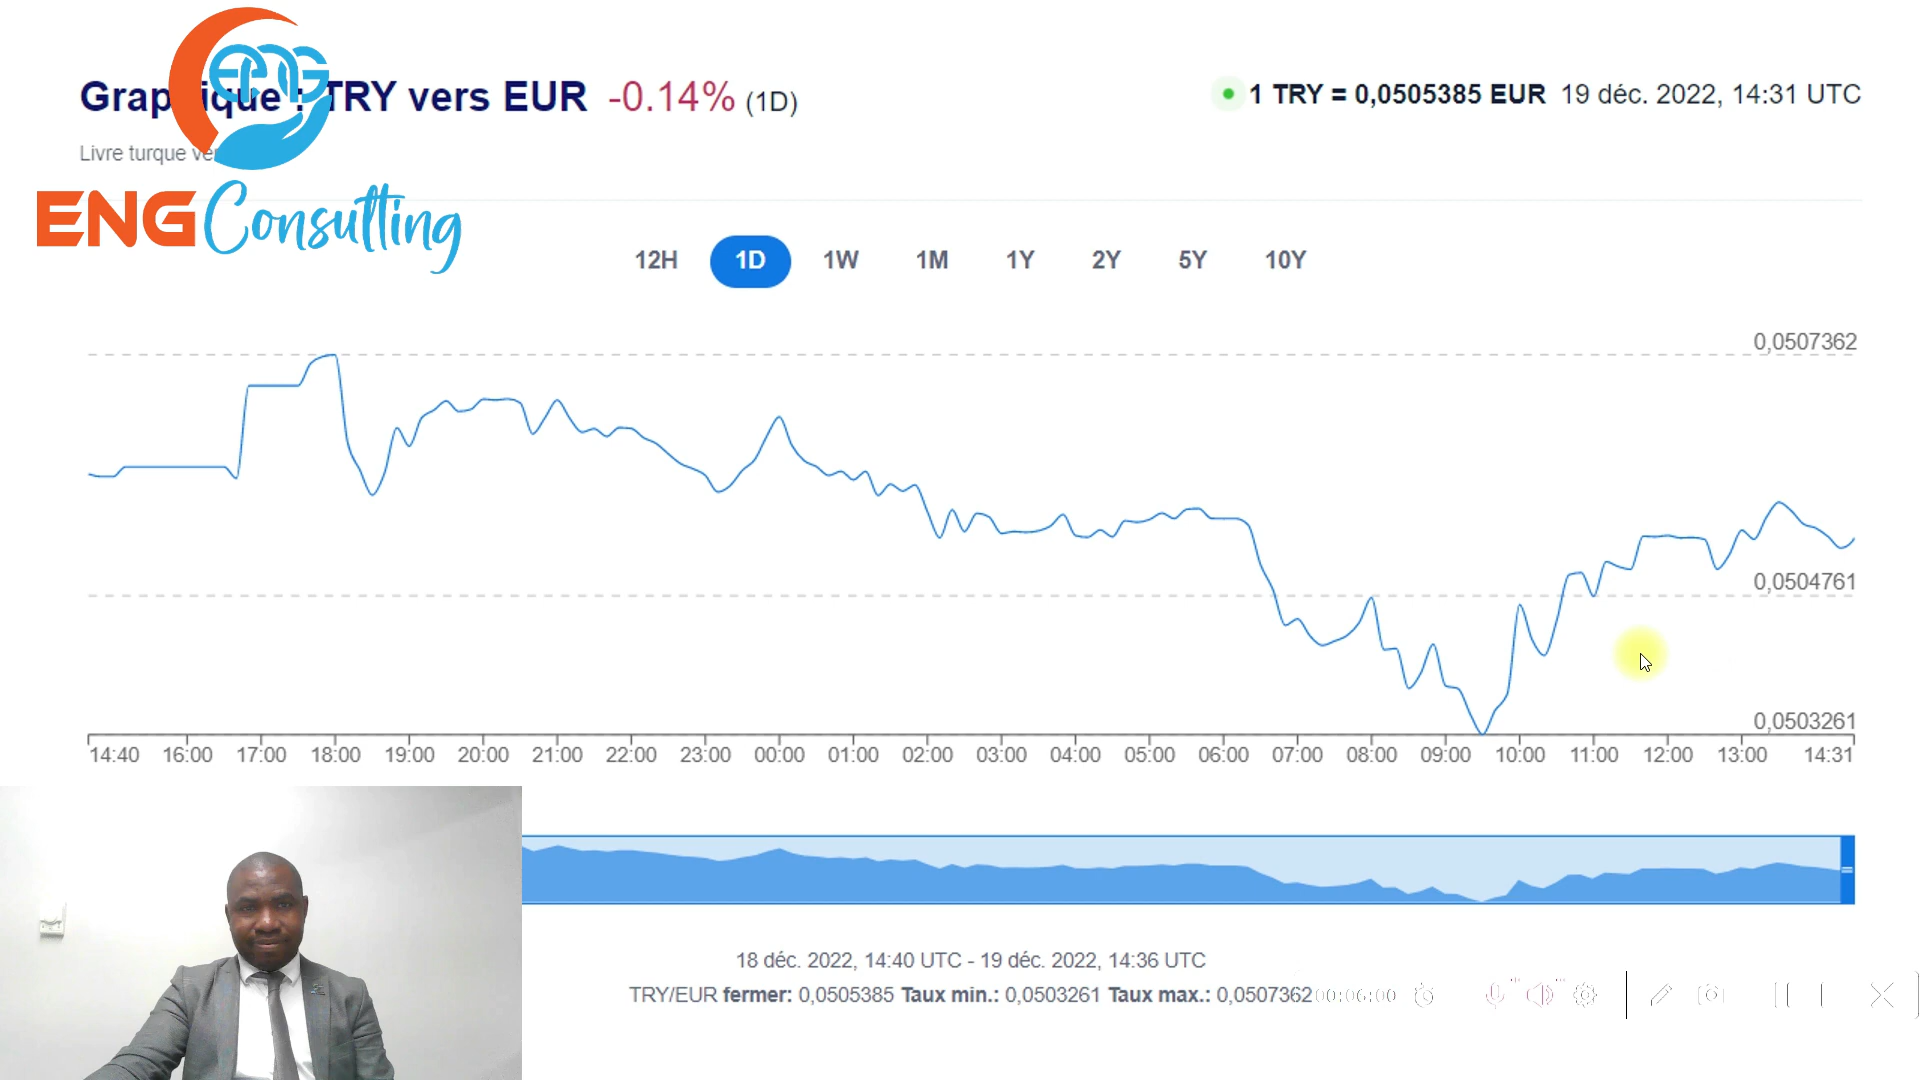 Graphique : TRY vers EUR -0.14% (1D)
1 TRY = 0,0505385 EUR 19 déc. 2022, 14:31 UTC
Livre turque
ENG
ENG Consulting
12H 1D 1W 1M 1Y 2Y 5Y 10Y
0,0507362
0,0504761
0,0503261
14:40 16:00 17:00 18:00 19:00 20:00 21:00 22:00 23:00 00:00 01:00 02:00 03:00 04:00 05:00 06:00 07:00 08:00 09:00 10:00 11:00 12:00 13:00 14:31
18 déc. 2022, 14:40 UTC - 19 déc. 2022, 14:36 UTC
TRY/EUR fermer: 0,0505385 Taux min.: 0,0503261 Taux max.: 0,0507362
00:06:00